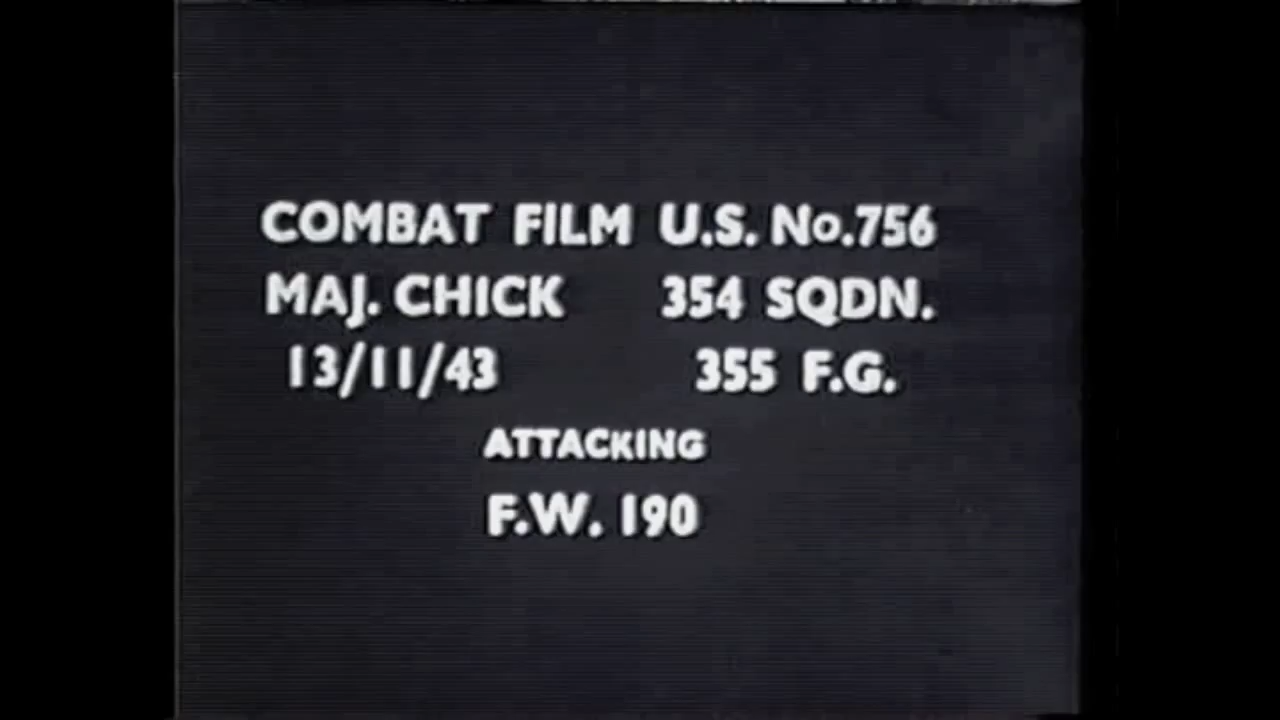 COMBAT FILM U.S. No.756
MAJ. CHICK 354 SQDN.
13/11/43 355 F.G.
ATTACKING
F.W. 190